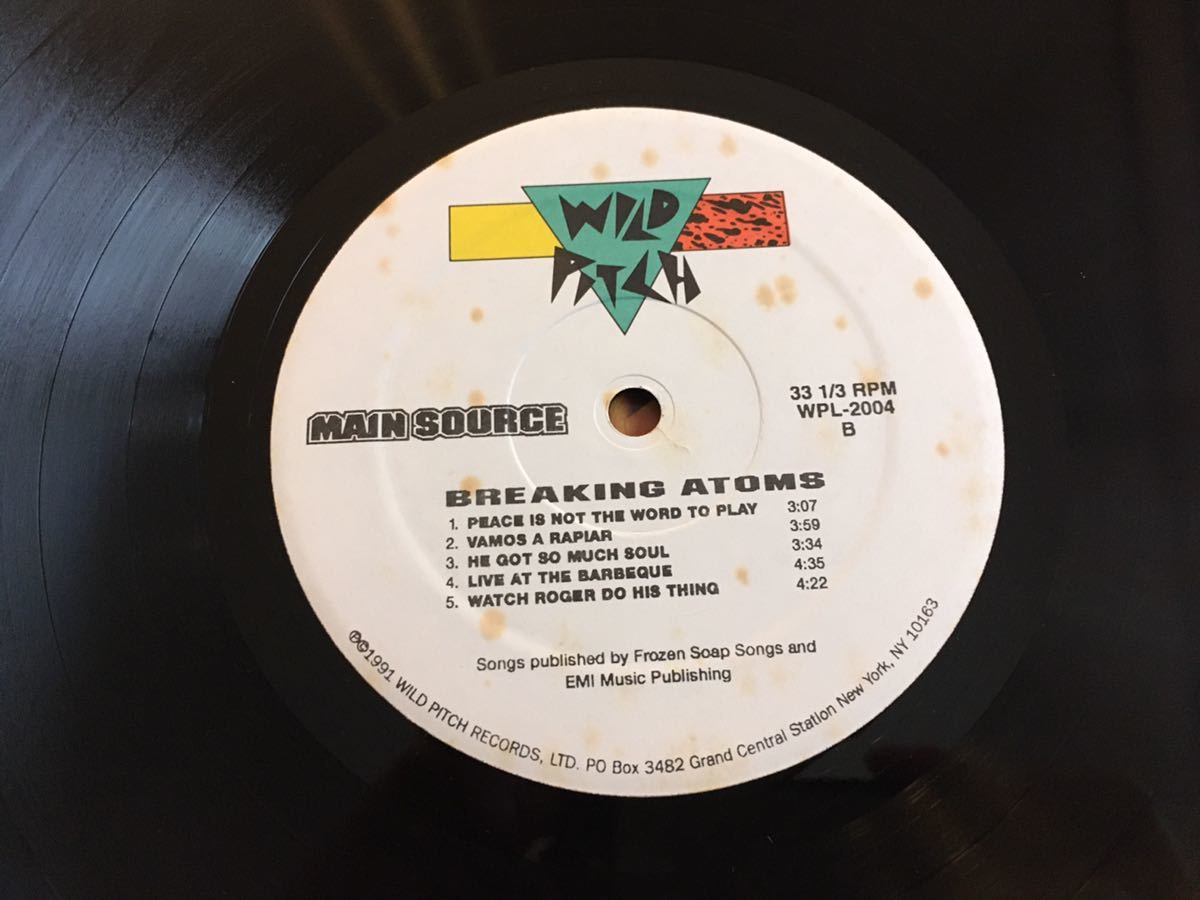 WILD
PITCH
33 1/3 RPM
WPL-2004
B
MAIN SOURCE
BREAKING ATOMS
1. PEACE IS NOT THE WORD TO PLAY 3:07
2. VAMOS A RAPIAR 3:59
3. HE GOT SO MUCH SOUL 3:34
4. LIVE AT THE BARBEQUE 4:35
5. WATCH ROGER DO HIS THING 4:22
Songs published by Frozen Soap Songs and
EMI Music Publishing
℗©1991 WILD PITCH RECORDS, LTD. PO Box 3482 Grand Central Station New York, NY 10163